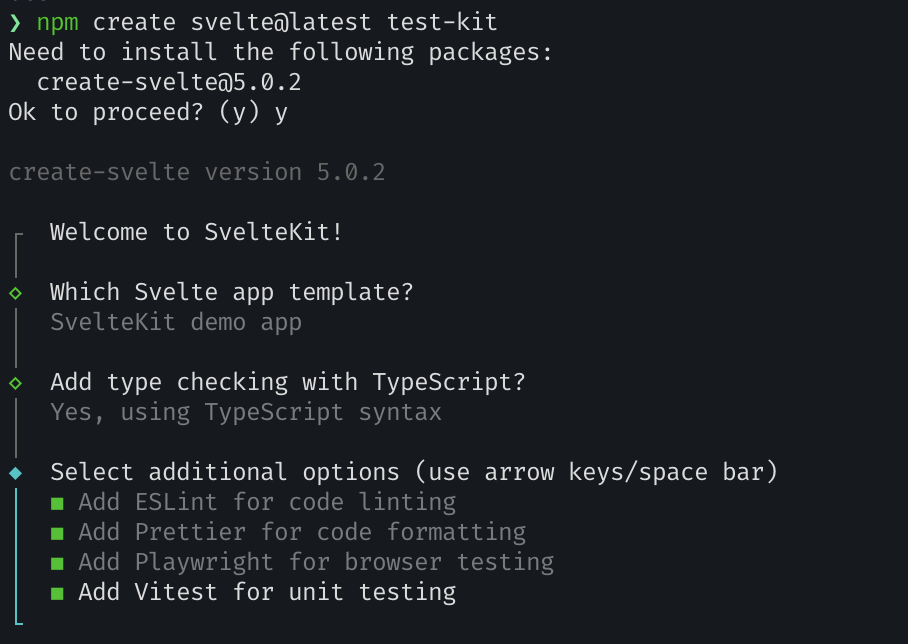 ❯ npm create svelte@latest test-kit
Need to install the following packages:
  create-svelte@5.0.2
Ok to proceed? (y) y
create-svelte version 5.0.2
Welcome to SvelteKit!
Which Svelte app template?
SvelteKit demo app
Add type checking with TypeScript?
Yes, using TypeScript syntax
Select additional options (use arrow keys/space bar)
Add ESLint for code linting
Add Prettier for code formatting
Add Playwright for browser testing
Add Vitest for unit testing